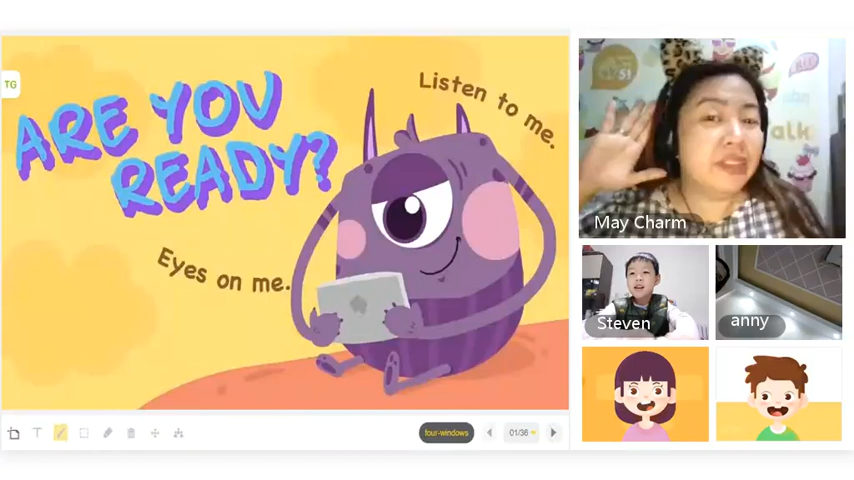 TG
ARE YOU
READY?
Listen to me.
Eyes on me.
four-windows
01/36
May Charm
Steven
anny
T